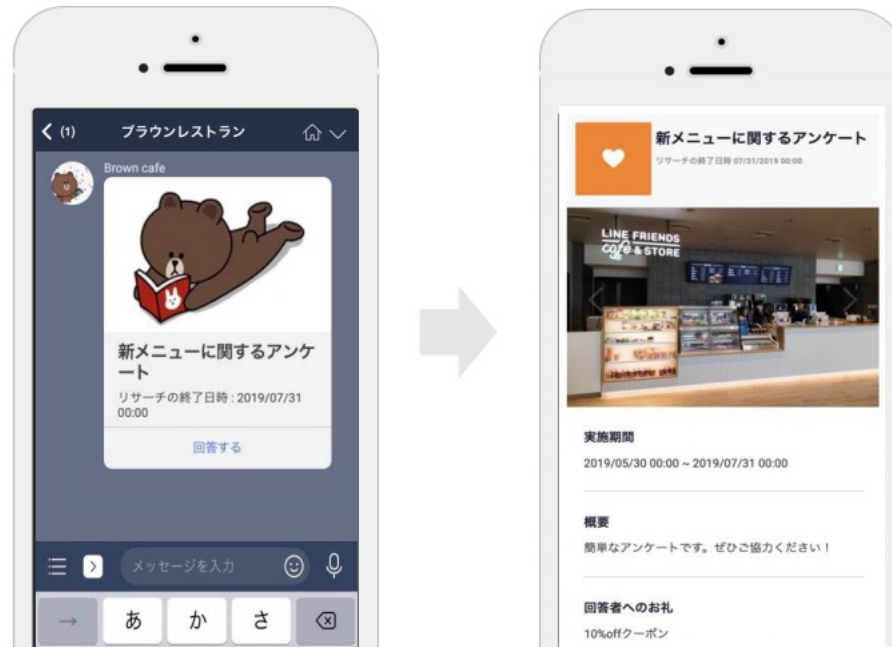 (1) ブラウンレストラン
Brown cafe
新メニューに関するアンケ
ート
リサーチの終了日時 : 2019/07/31
00:00
回答する
メッセージを入力
→ あ か さ
新メニューに関するアンケート
リサーチの終了日時 07/31/2019 00:00
LINE FRIENDS
cafe & STORE
実施期間
2019/05/30 00:00 ~ 2019/07/31 00:00
概要
簡単なアンケートです。ぜひご協力ください！
回答者へのお礼
10%offクーポン